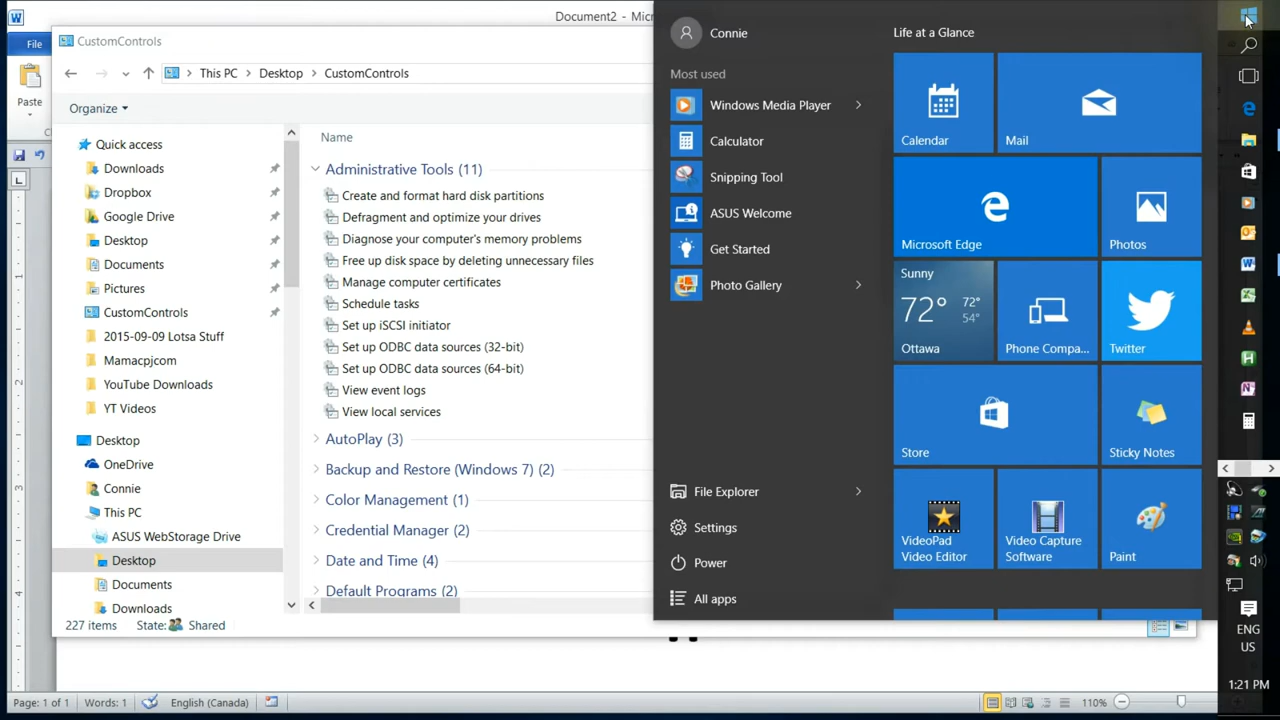 Document2 - Micr
File
Paste
CustomControls
This PC
Desktop
CustomControls
Organize
Quick access
Downloads
Dropbox
Google Drive
Desktop
Documents
Pictures
CustomControls
2015-09-09 Lotsa Stuff
Mamacpjcom
YouTube Downloads
YT Videos
Desktop
OneDrive
Connie
This PC
ASUS WebStorage Drive
Desktop
Documents
Downloads
227 items State: Shared
Name
Administrative Tools (11)
Create and format hard disk partitions
Defragment and optimize your drives
Diagnose your computer's memory problems
Free up disk space by deleting unnecessary files
Manage computer certificates
Schedule tasks
Set up iSCSI initiator
Set up ODBC data sources (32-bit)
Set up ODBC data sources (64-bit)
View event logs
View local services
AutoPlay (3)
Backup and Restore (Windows 7) (2)
Color Management (1)
Credential Manager (2)
Date and Time (4)
Default Programs (2)
Connie
Most used
Windows Media Player
Calculator
Snipping Tool
ASUS Welcome
Get Started
Photo Gallery
File Explorer
Settings
Power
All apps
Life at a Glance
Calendar
Mail
Microsoft Edge
Photos
Sunny
72° 72°
54°
Ottawa
Phone Compa...
Twitter
Store
Sticky Notes
VideoPad
Video Editor
Video Capture
Software
Paint
ENG
US
1:21 PM
Page: 1 of 1
Words: 1
English (Canada)
110%